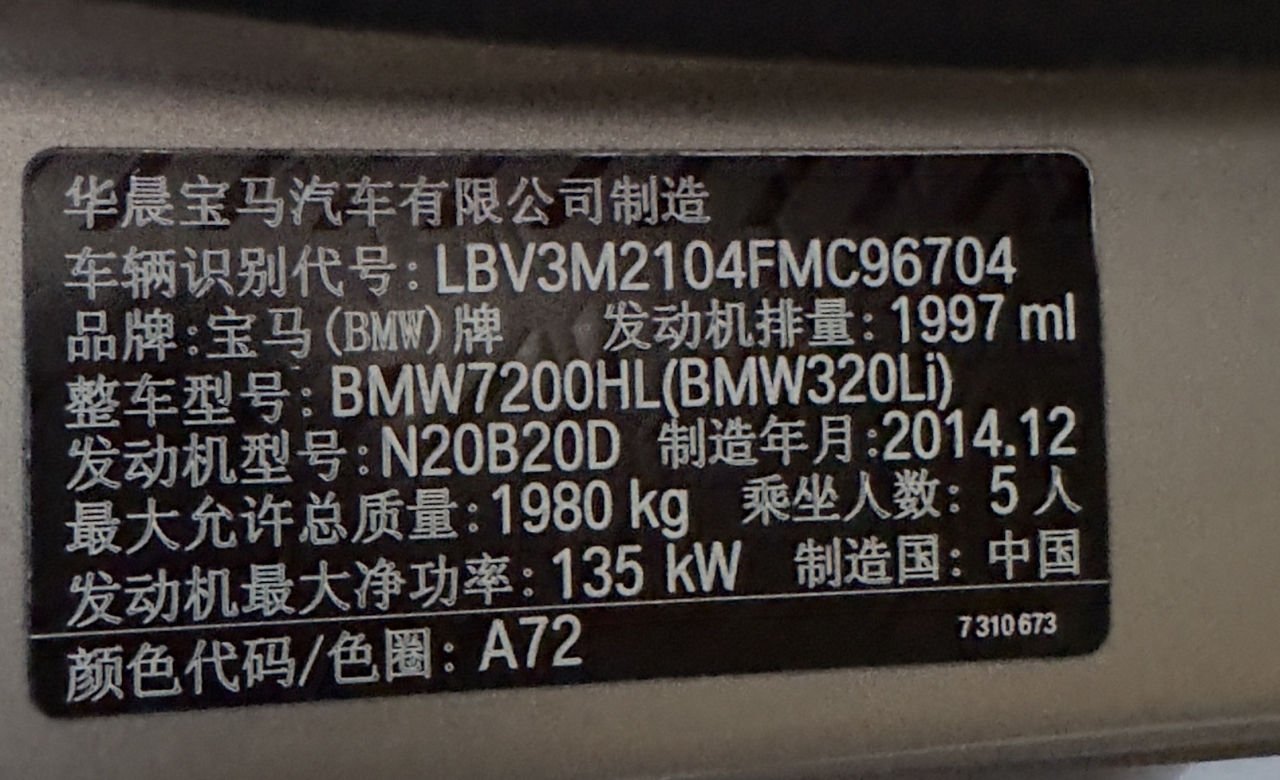 华晨宝马汽车有限公司制造
车辆识别代号: LBV3M2104FMC96704
品牌:宝马(BMW)牌 发动机排量: 1997 ml
整车型号: BMW7200HL(BMW320Li)
发动机型号:N20B20D 制造年月:2014.12
最大允许总质量: 1980 kg 乘坐人数: 5 人
发动机最大净功率: 135 kW 制造国: 中国
颜色代码/色圈: A72 7 310 673